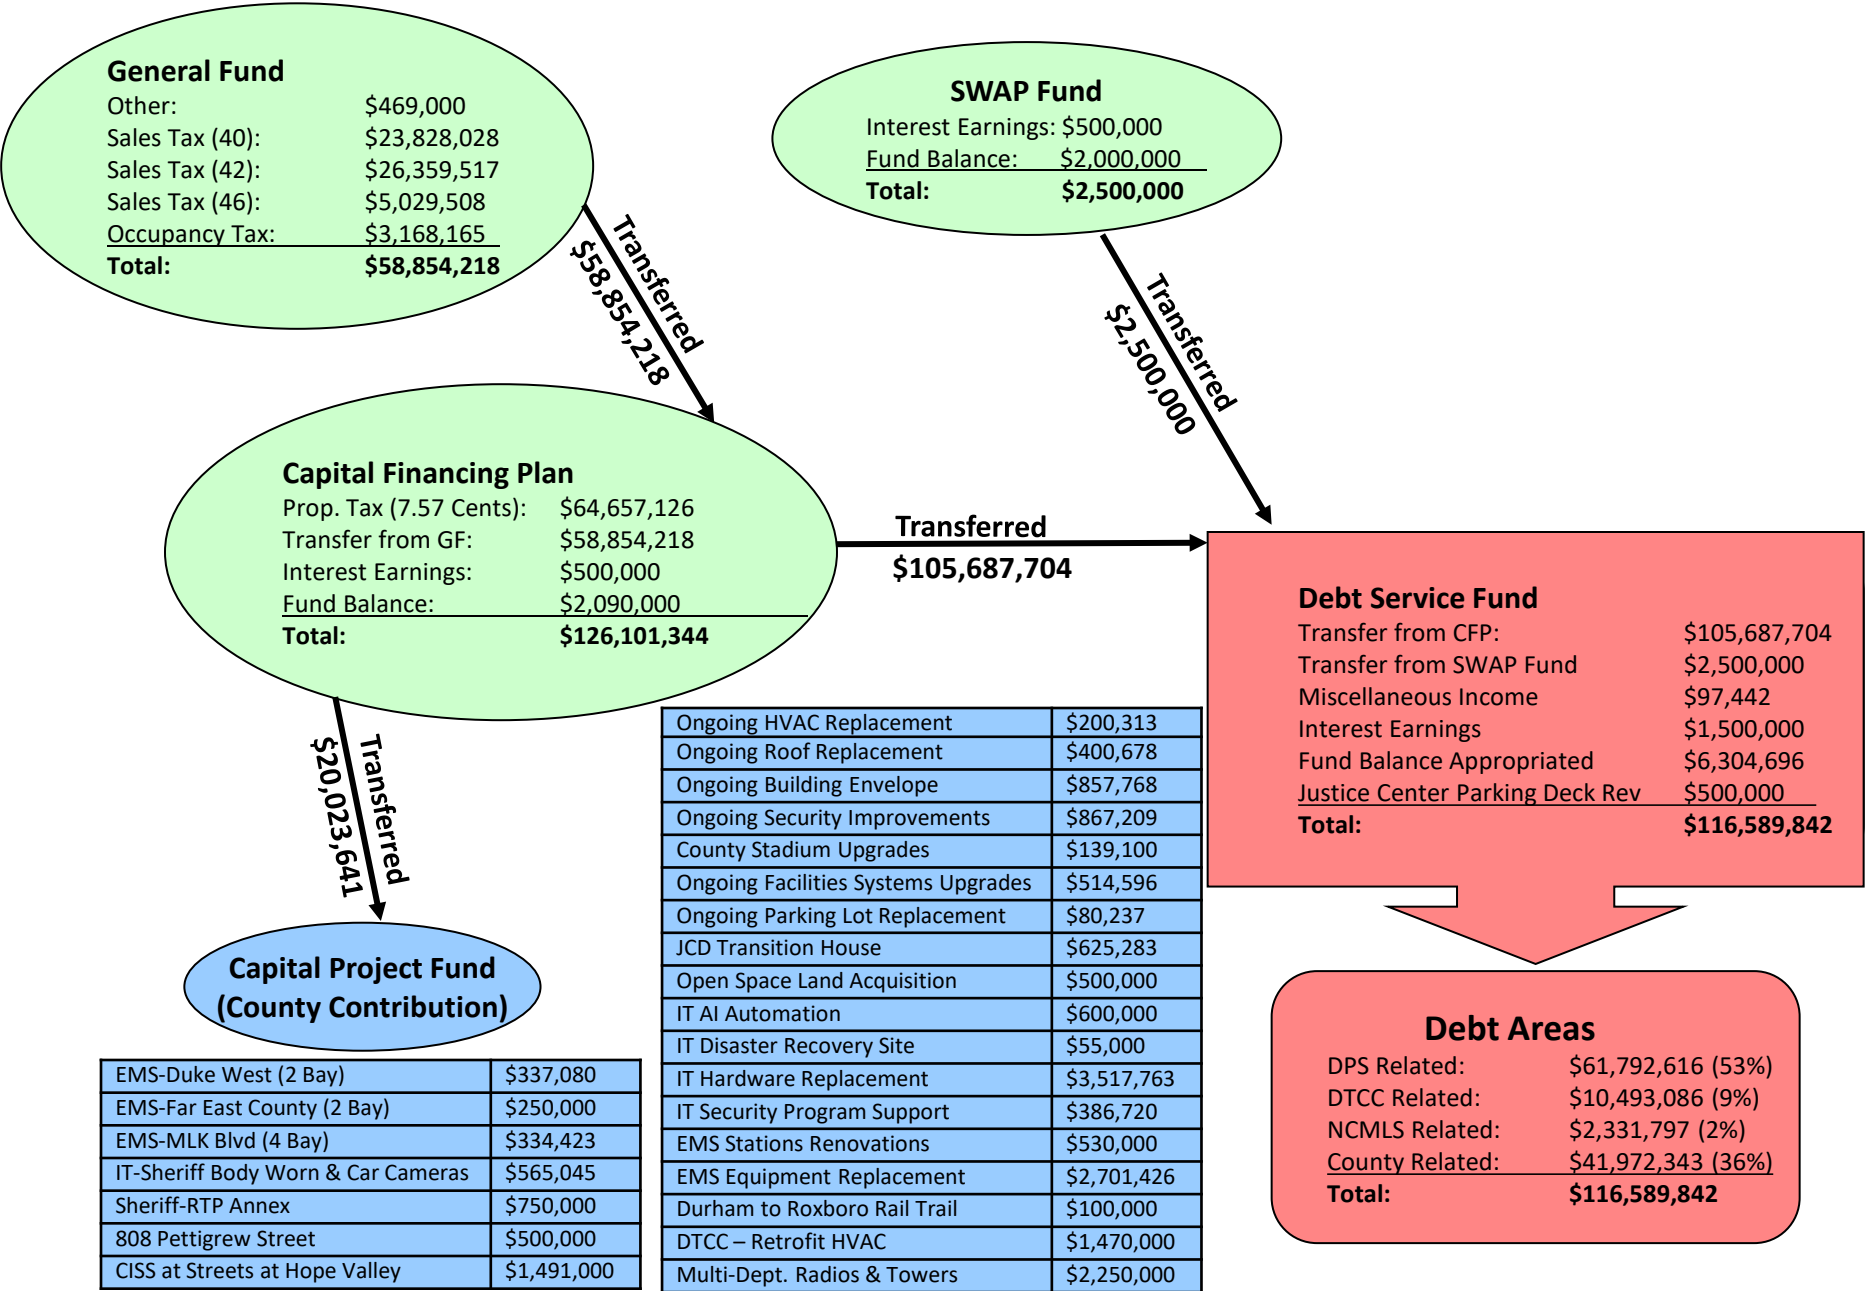 General Fund
Other: $469,000
Sales Tax (40): $23,828,028
Sales Tax (42): $26,359,517
Sales Tax (46): $5,029,508
Occupancy Tax: $3,168,165
Total: $58,854,218
SWAP Fund
Interest Earnings: $500,000
Fund Balance: $2,000,000
Total: $2,500,000
Transferred
$58,854,218
Transferred
$2,500,000
Capital Financing Plan
Prop. Tax (7.57 Cents): $64,657,126
Transfer from GF: $58,854,218
Interest Earnings: $500,000
Fund Balance: $2,090,000
Total: $126,101,344
Transferred
$105,687,704
Debt Service Fund
Transfer from CFP: $105,687,704
Transfer from SWAP Fund $2,500,000
Miscellaneous Income $97,442
Interest Earnings $1,500,000
Fund Balance Appropriated $6,304,696
Justice Center Parking Deck Rev $500,000
Total: $116,589,842
Transferred
$20,023,641
Capital Project Fund
(County Contribution)
EMS-Duke West (2 Bay) $337,080
EMS-Far East County (2 Bay) $250,000
EMS-MLK Blvd (4 Bay) $334,423
IT-Sheriff Body Worn & Car Cameras $565,045
Sheriff-RTP Annex $750,000
808 Pettigrew Street $500,000
CISS at Streets at Hope Valley $1,491,000
Ongoing HVAC Replacement $200,313
Ongoing Roof Replacement $400,678
Ongoing Building Envelope $857,768
Ongoing Security Improvements $867,209
County Stadium Upgrades $139,100
Ongoing Facilities Systems Upgrades $514,596
Ongoing Parking Lot Replacement $80,237
JCD Transition House $625,283
Open Space Land Acquisition $500,000
IT AI Automation $600,000
IT Disaster Recovery Site $55,000
IT Hardware Replacement $3,517,763
IT Security Program Support $386,720
EMS Stations Renovations $530,000
EMS Equipment Replacement $2,701,426
Durham to Roxboro Rail Trail $100,000
DTCC – Retrofit HVAC $1,470,000
Multi-Dept. Radios & Towers $2,250,000
Debt Areas
DPS Related: $61,792,616 (53%)
DTCC Related: $10,493,086 (9%)
NCMLS Related: $2,331,797 (2%)
County Related: $41,972,343 (36%)
Total: $116,589,842